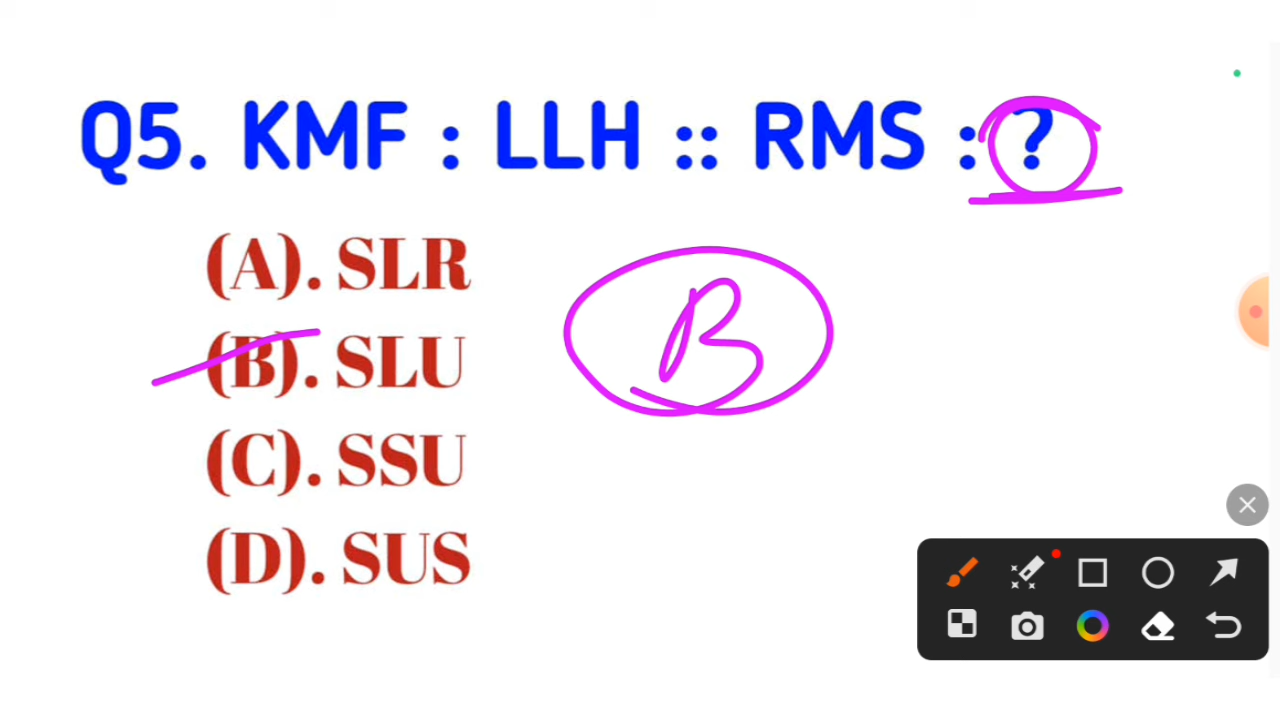 Q5. KMF : LLH :: RMS : ?
(A). SLR
(B). SLU
B
(C). SSU
(D). SUS